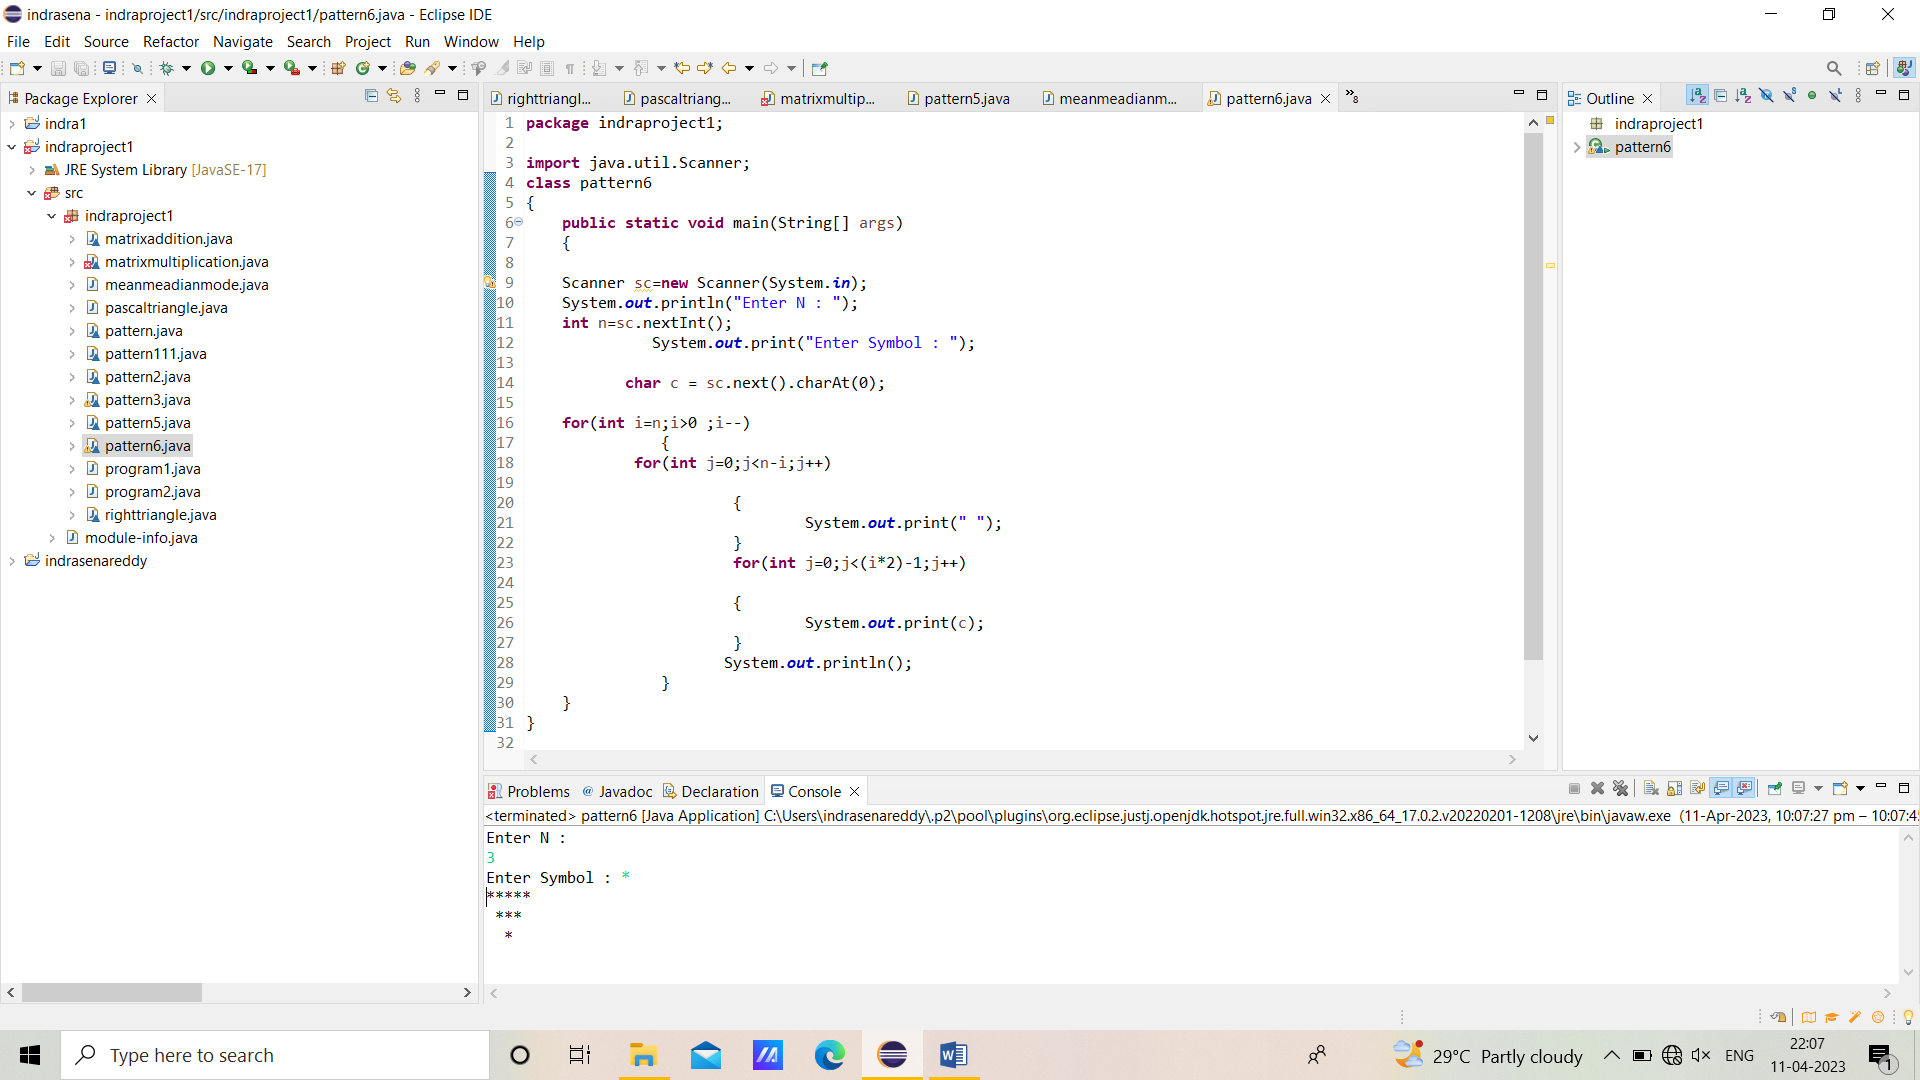 indrasena - indraproject1/src/indraproject1/pattern6.java - Eclipse IDE
File Edit Source Refactor Navigate Search Project Run Window Help
Package Explorer
indra1
indraproject1
JRE System Library [JavaSE-17]
src
indraproject1
matrixaddition.java
matrixmultiplication.java
meanmeadianmode.java
pascaltriangle.java
pattern.java
pattern111.java
pattern2.java
pattern3.java
pattern5.java
pattern6.java
program1.java
program2.java
righttriangle.java
module-info.java
indrasenareddy
righttriangl... pascaltriang... matrixmultip... pattern5.java meanmeadianm... pattern6.java »8
1 package indraproject1;
2
3 import java.util.Scanner;
4 class pattern6
5 {
6 public static void main(String[] args)
7 {
8
9 Scanner sc=new Scanner(System.in);
10 System.out.println("Enter N : ");
11 int n=sc.nextInt();
12 System.out.print("Enter Symbol : ");
13
14 char c = sc.next().charAt(0);
15
16 for(int i=n;i>0 ;i--)
17 {
18 for(int j=0;j<n-i;j++)
19
20 {
21 System.out.print(" ");
22 }
23 for(int j=0;j<(i*2)-1;j++)
24
25 {
26 System.out.print(c);
27 }
28 System.out.println();
29 }
30 }
31 }
32
Outline
indraproject1
pattern6
Problems @ Javadoc Declaration Console
<terminated> pattern6 [Java Application] C:\Users\indrasenareddy\.p2\pool\plugins\org.eclipse.justj.openjdk.hotspot.jre.full.win32.x86_64_17.0.2.v20220201-1208\jre\bin\javaw.exe (11-Apr-2023, 10:07:27 pm – 10:07:45
Enter N :
3
Enter Symbol : *
*****
 ***
  *
Type here to search
29°C Partly cloudy
ENG
22:07
11-04-2023
1